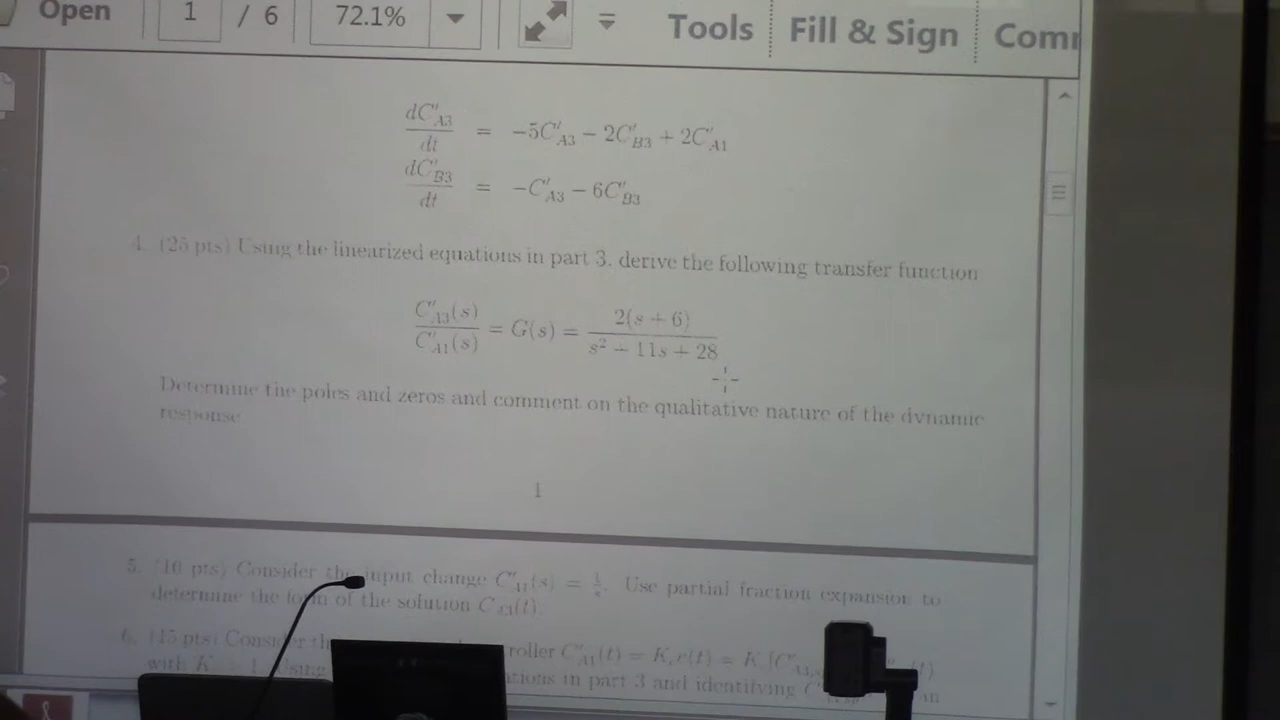 Open 1 / 6 72.1% Tools Fill & Sign Comm
dC'_{A3}/dt = −5C'_{A3} − 2C'_{B3} + 2C'_{A1}
dC'_{B3}/dt = −C'_{A3} − 6C'_{B3}
4. (25 pts) Using the linearized equations in part 3, derive the following transfer function
C'_{A3}(s)/C'_{A1}(s) = G(s) = 2(s + 6)/(s² + 11s + 28)
Determine the poles and zeros and comment on the qualitative nature of the dynamic
response
1
5. (10 pts) Consider the input change C'_{A1}(s) = 1/s. Use partial fraction expansion to
determine the form of the solution C'_{A3}(t).
6. (15 pts) Consider roller C'_{A1}(t) = K_c e(t) = K
with K = 1. Using ations in part 3 and identifying